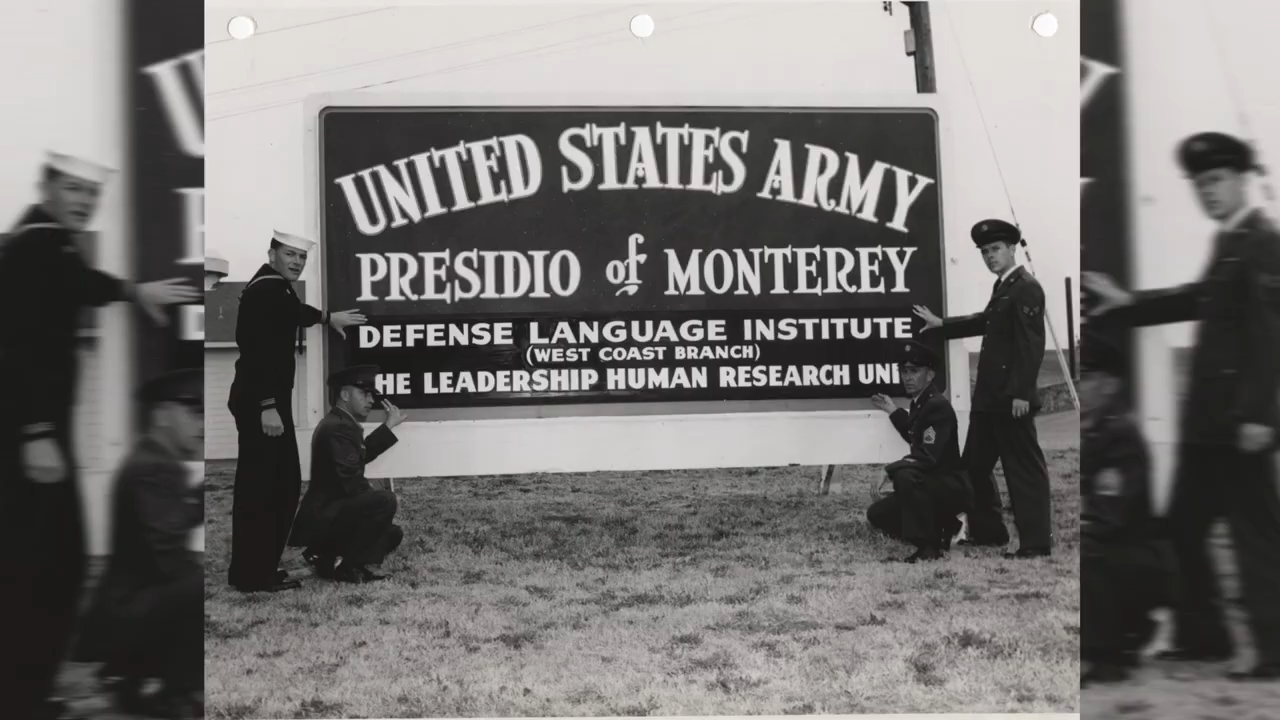 UNITED STATES ARMY
PRESIDIO of MONTEREY
DEFENSE LANGUAGE INSTITUTE
(WEST COAST BRANCH)
HE LEADERSHIP HUMAN RESEARCH UNI